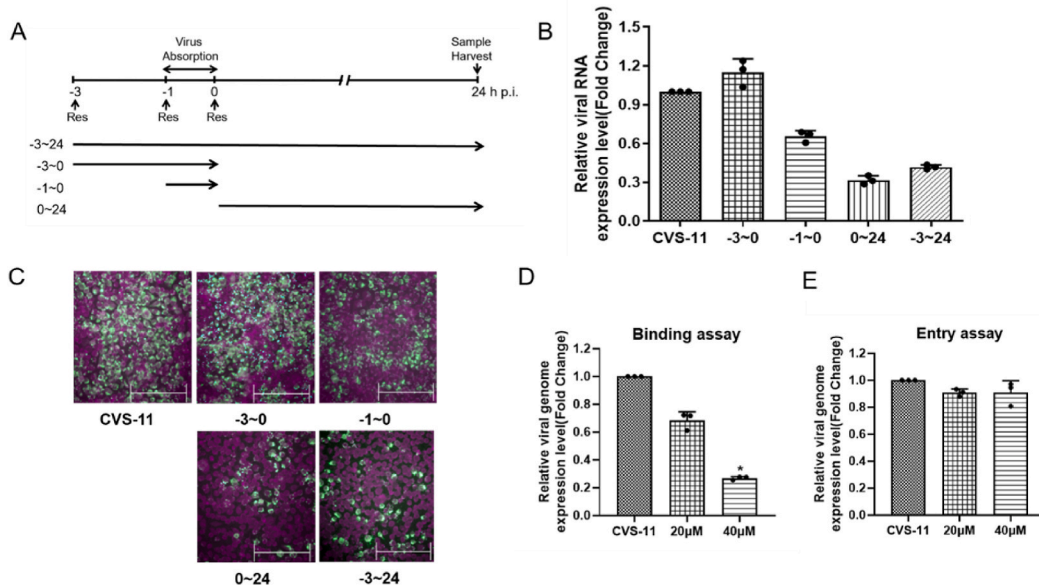 A
Virus
Absorption
Sample
Harvest
-3
-1
0
24 h p.i.
Res
Res
Res
-3~24
-3~0
-1~0
0~24
B
Relative viral RNA
expression level(Fold Change)
1.5
1.2
0.9
0.6
0.3
0.0
CVS-11
-3~0
-1~0
0~24
-3~24
C
CVS-11
-3~0
-1~0
0~24
-3~24
D
Binding assay
Relative viral genome
expression level(Fold Change)
1.2
1.0
0.8
0.6
0.4
0.2
0.0
*
CVS-11
20μM
40μM
E
Entry assay
Relative viral genome
expression level(Fold Change)
1.2
1.0
0.8
0.6
0.4
0.2
0.0
CVS-11
20μM
40μM